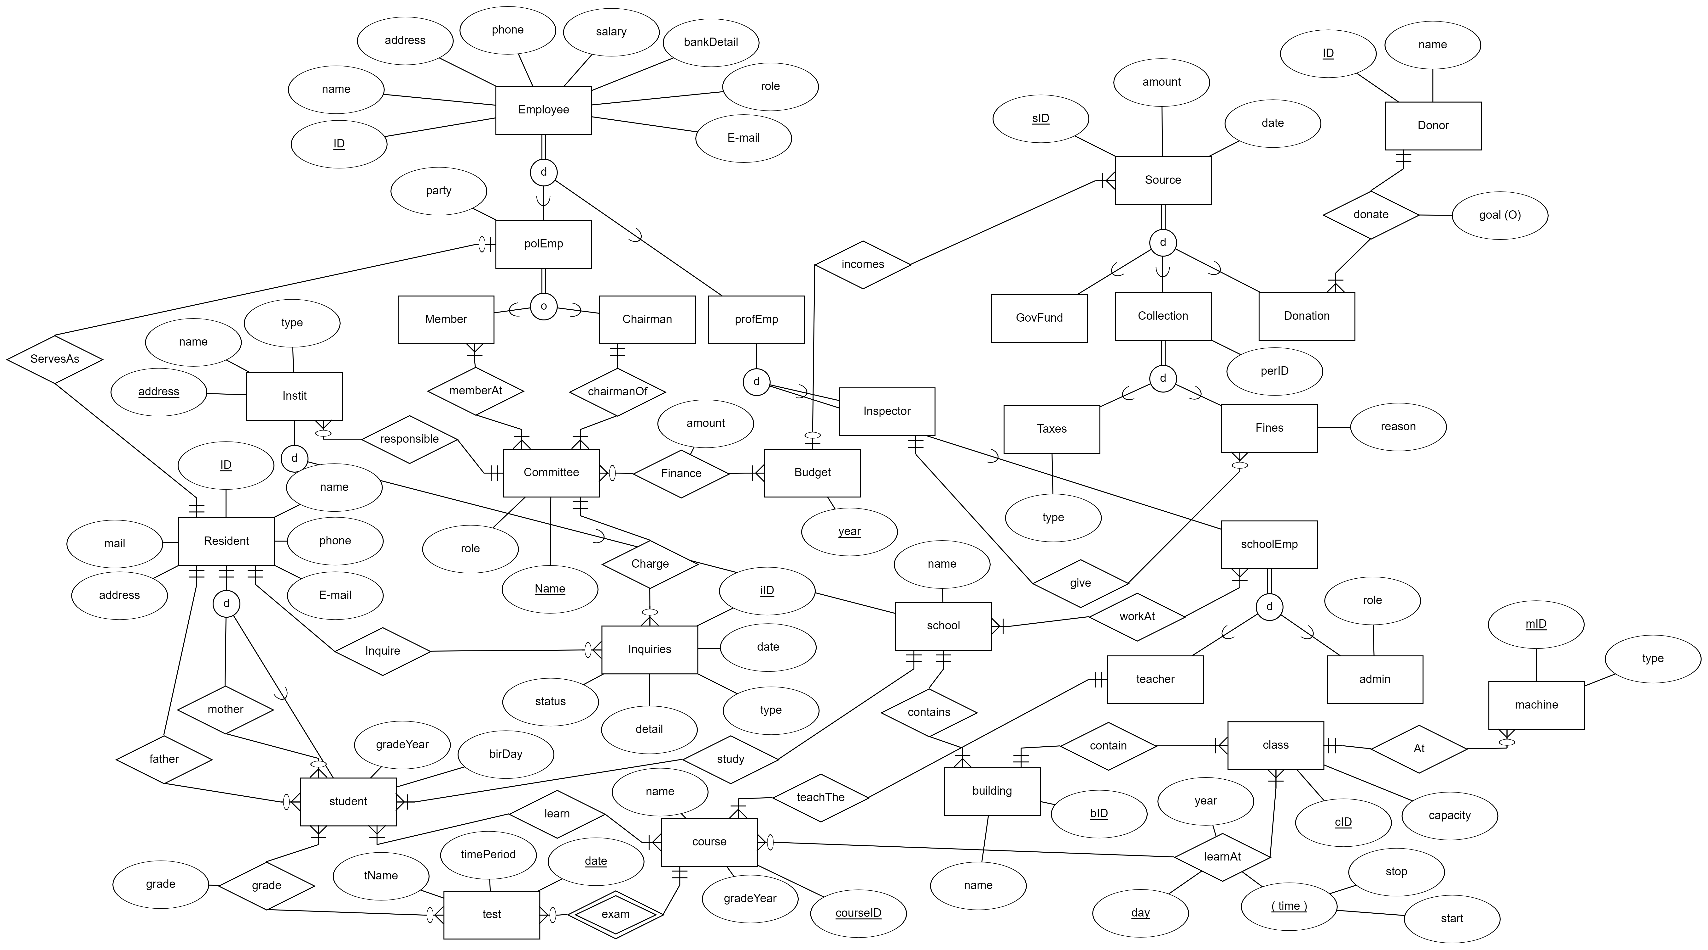 phone
salary
address
bankDetail
name
role
Employee
ID
E-mail
d
party
polEmp
o
Member
Chairman
profEmp
ServesAs
memberAt
chairmanOf
d
Inspector
type
name
address
Instit
responsible
d
Committee
amount
Finance
Budget
year
role
Name
incomes
ID
name
Donor
amount
sID
date
Source
donate
goal (O)
d
GovFund
Collection
Donation
perID
d
Taxes
Fines
reason
type
ID
name
mail
Resident
phone
address
E-mail
d
Charge
iID
Inquire
Inquiries
date
status
type
detail
name
school
workAt
give
schoolEmp
d
role
teacher
admin
mID
type
machine
mother
father
gradeYear
birDay
student
study
contains
contain
class
At
building
bID
name
cID
capacity
teachThe
name
learn
course
gradeYear
courseID
year
learnAt
day
( time )
stop
start
grade
grade
tName
timePeriod
date
test
exam